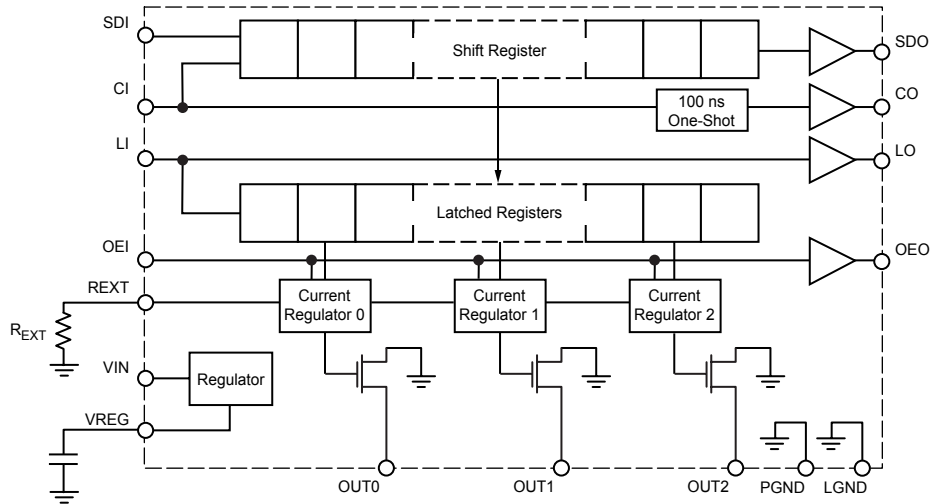 SDI
Shift Register
SDO
CI
100 ns
One-Shot
CO
LI
LO
Latched Registers
OEI
OEO
REXT
Current
Regulator 0
Current
Regulator 1
Current
Regulator 2
REXT
VIN
Regulator
VREG
OUT0
OUT1
OUT2
PGND
LGND